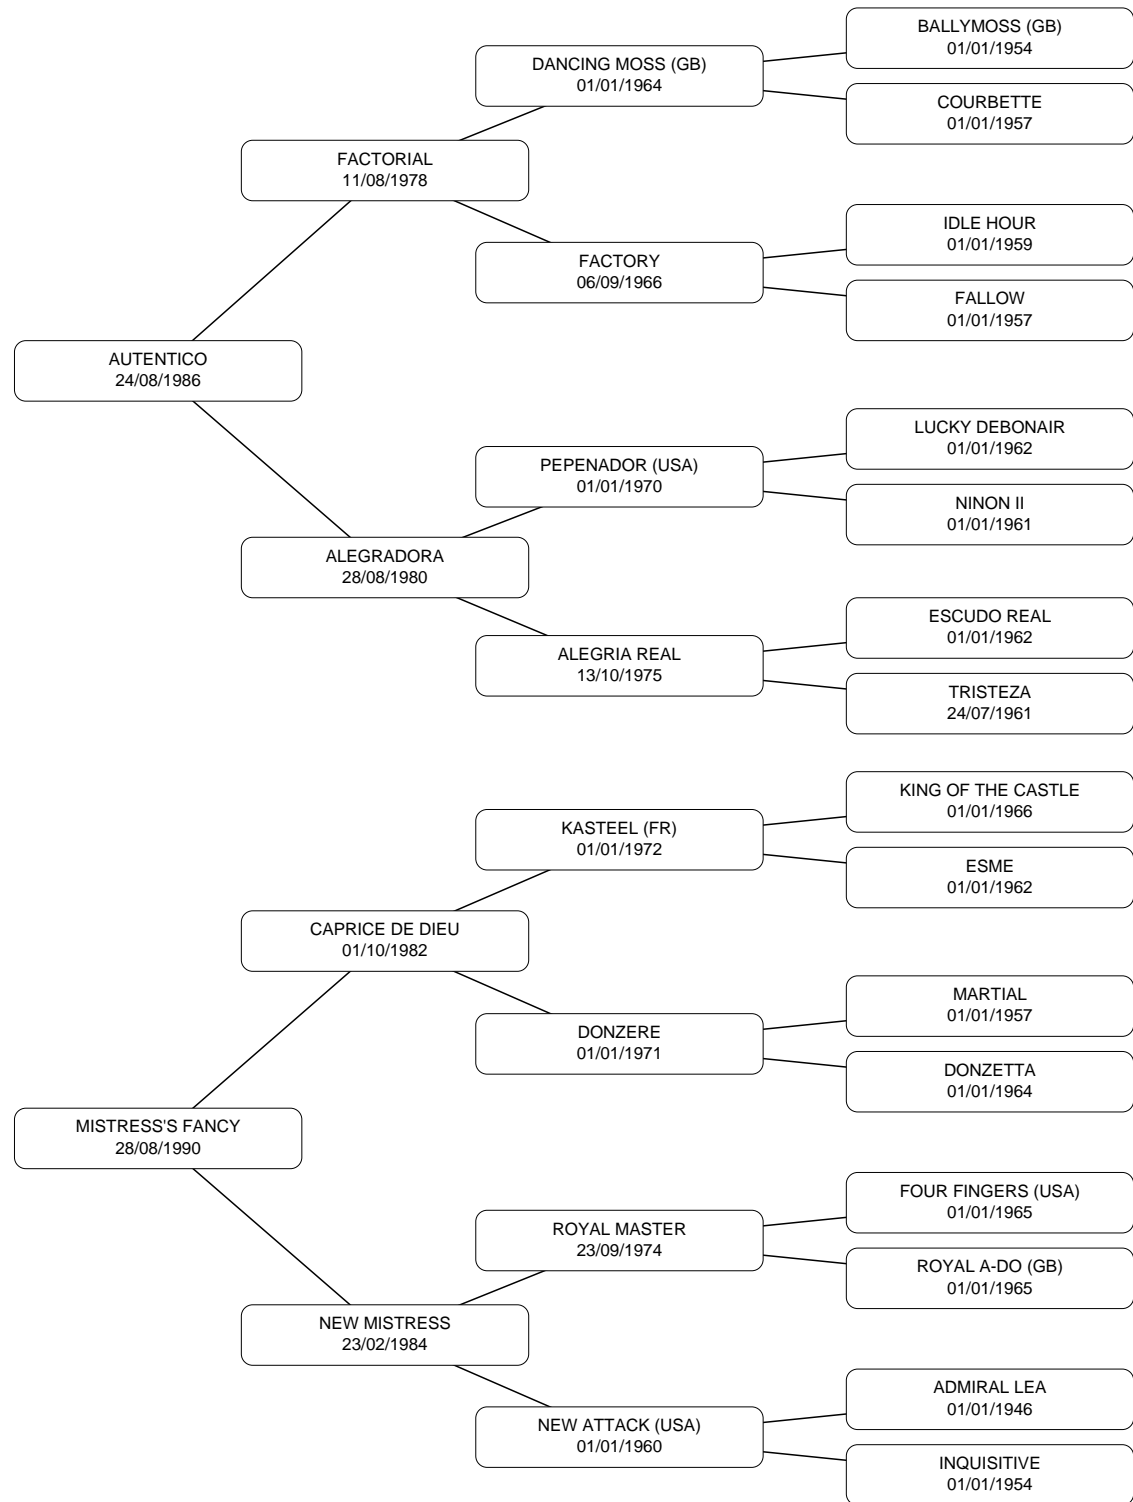 BALLYMOSS (GB)
01/01/1954
DANCING MOSS (GB)
01/01/1964
COURBETTE
01/01/1957
FACTORIAL
11/08/1978
IDLE HOUR
01/01/1959
FACTORY
06/09/1966
FALLOW
01/01/1957
AUTENTICO
24/08/1986
LUCKY DEBONAIR
01/01/1962
PEPENADOR (USA)
01/01/1970
NINON II
01/01/1961
ALEGRADORA
28/08/1980
ESCUDO REAL
01/01/1962
ALEGRIA REAL
13/10/1975
TRISTEZA
24/07/1961
KING OF THE CASTLE
01/01/1966
KASTEEL (FR)
01/01/1972
ESME
01/01/1962
CAPRICE DE DIEU
01/10/1982
MARTIAL
01/01/1957
DONZERE
01/01/1971
DONZETTA
01/01/1964
MISTRESS'S FANCY
28/08/1990
FOUR FINGERS (USA)
01/01/1965
ROYAL MASTER
23/09/1974
ROYAL A-DO (GB)
01/01/1965
NEW MISTRESS
23/02/1984
ADMIRAL LEA
01/01/1946
NEW ATTACK (USA)
01/01/1960
INQUISITIVE
01/01/1954